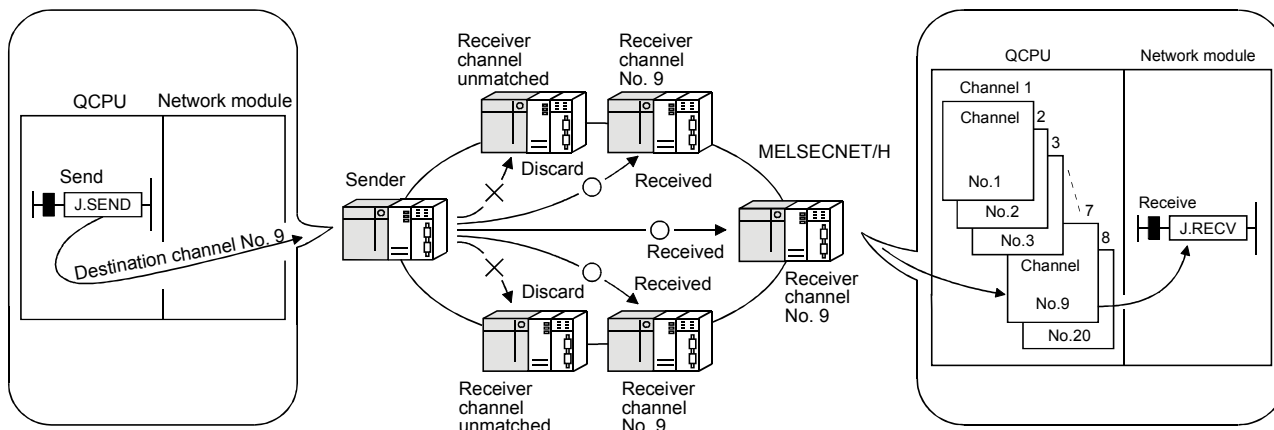 QCPU
Network module
Send
J.SEND
Destination channel No. 9
Sender
Receiver
channel
unmatched
Receiver
channel
No. 9
Discard
Received
MELSECNET/H
Received
Receiver
channel
No. 9
Discard
Received
Receiver
channel
unmatched
Receiver
channel
No. 9
QCPU
Network module
Channel 1
Channel
No.1
2
No.2
3
No.3
7
Channel
No.9
8
No.20
Receive
J.RECV